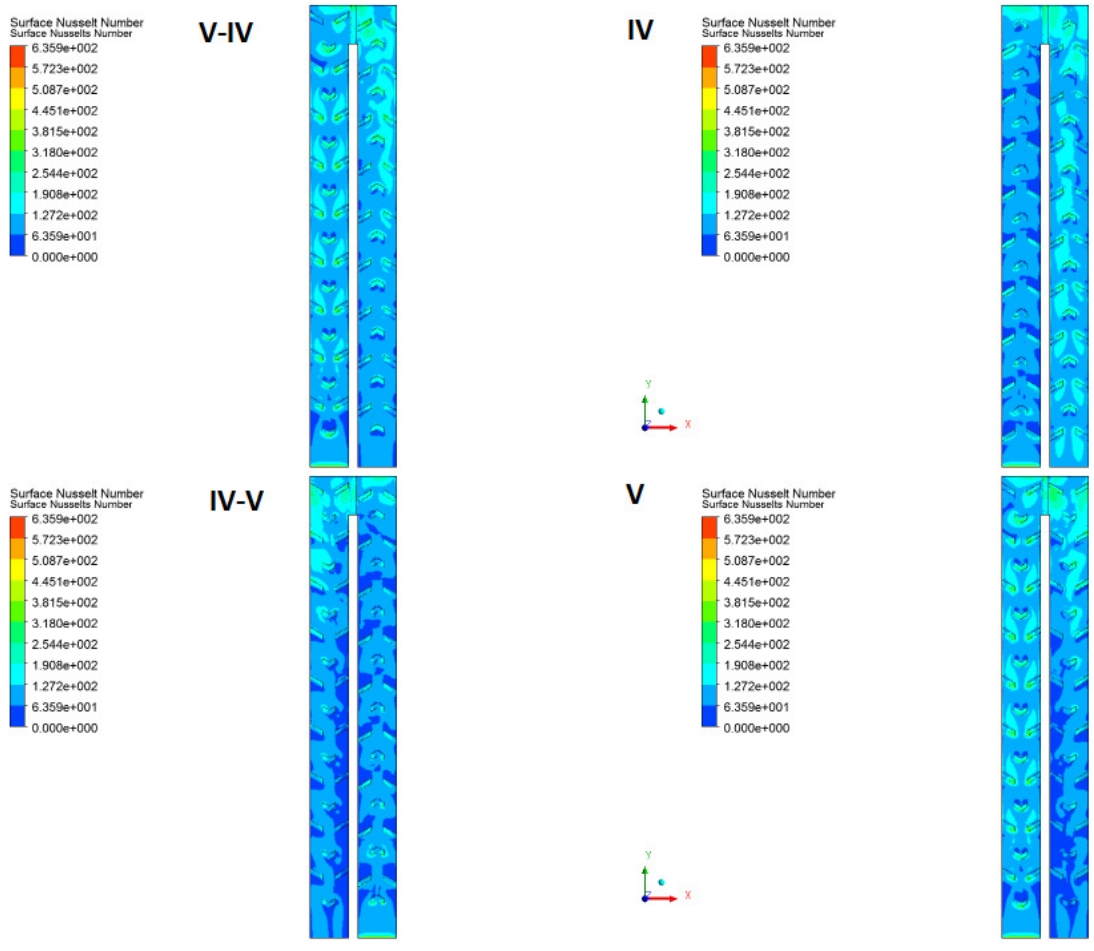 V-IV
Surface Nusselt Number
Surface Nusselts Number
6.359e+002
5.723e+002
5.087e+002
4.451e+002
3.815e+002
3.180e+002
2.544e+002
1.908e+002
1.272e+002
6.359e+001
0.000e+000
IV
Surface Nusselt Number
Surface Nusselts Number
6.359e+002
5.723e+002
5.087e+002
4.451e+002
3.815e+002
3.180e+002
2.544e+002
1.908e+002
1.272e+002
6.359e+001
0.000e+000
Y
Z
X
IV-V
Surface Nusselt Number
Surface Nusselts Number
6.359e+002
5.723e+002
5.087e+002
4.451e+002
3.815e+002
3.180e+002
2.544e+002
1.908e+002
1.272e+002
6.359e+001
0.000e+000
V
Surface Nusselt Number
Surface Nusselts Number
6.359e+002
5.723e+002
5.087e+002
4.451e+002
3.815e+002
3.180e+002
2.544e+002
1.908e+002
1.272e+002
6.359e+001
0.000e+000
Y
Z
X